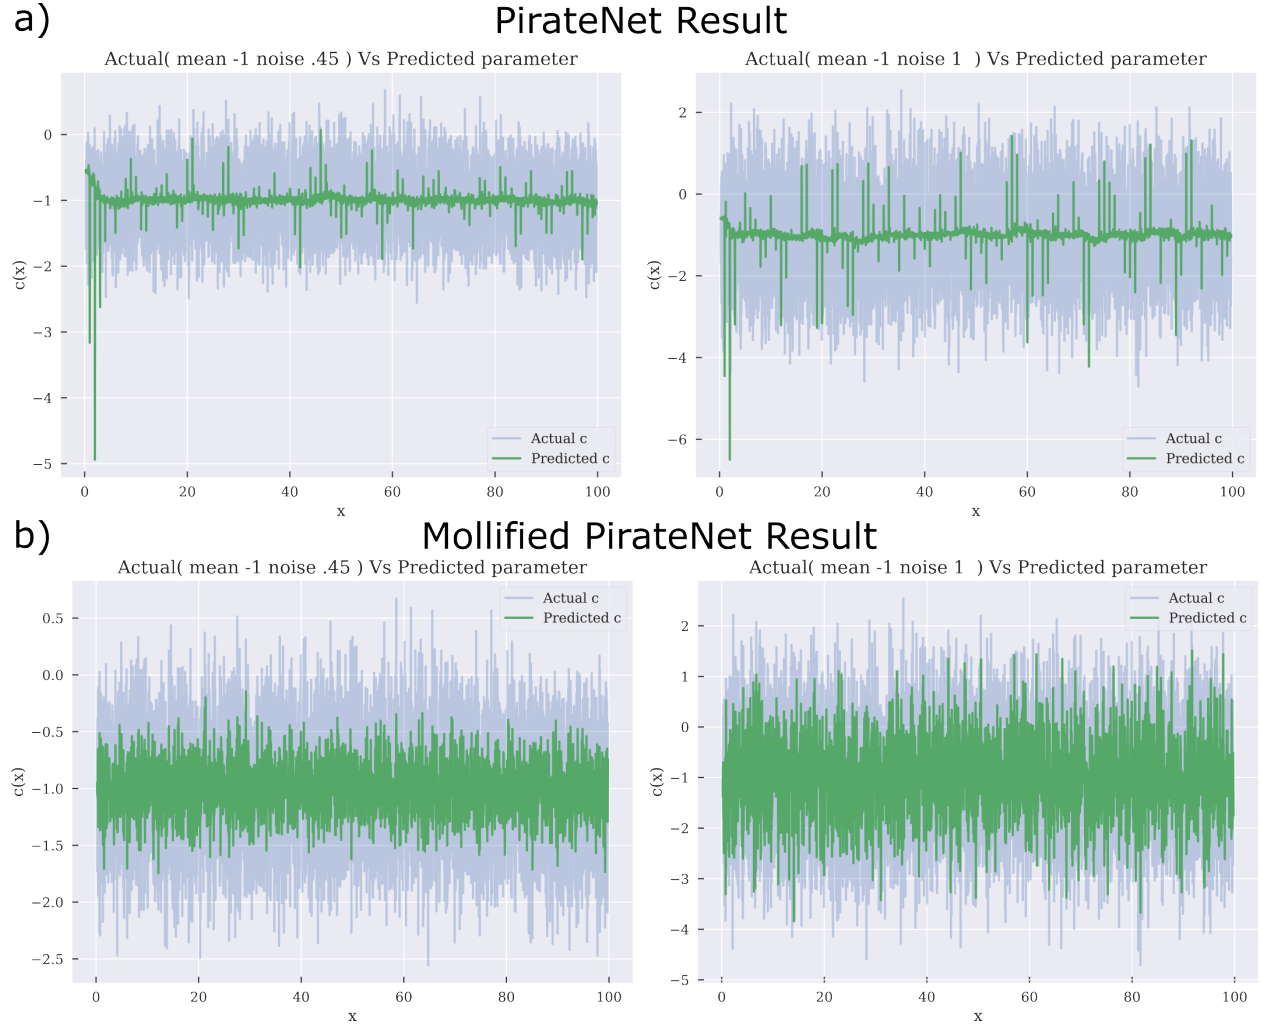 a)
PirateNet Result
Actual( mean -1 noise .45 ) Vs Predicted parameter
0
−1
−2
−3
−4
−5
c(x)
Actual c
Predicted c
0 20 40 60 80 100
x
Actual( mean -1 noise 1  ) Vs Predicted parameter
2
0
−2
−4
−6
c(x)
Actual c
Predicted c
0 20 40 60 80 100
x
b)
Mollified PirateNet Result
Actual( mean -1 noise .45 ) Vs Predicted parameter
Actual c
Predicted c
0.5
0.0
−0.5
−1.0
−1.5
−2.0
−2.5
c(x)
0 20 40 60 80 100
x
Actual( mean -1 noise 1  ) Vs Predicted parameter
Actual c
Predicted c
2
1
0
−1
−2
−3
−4
−5
c(x)
0 20 40 60 80 100
x